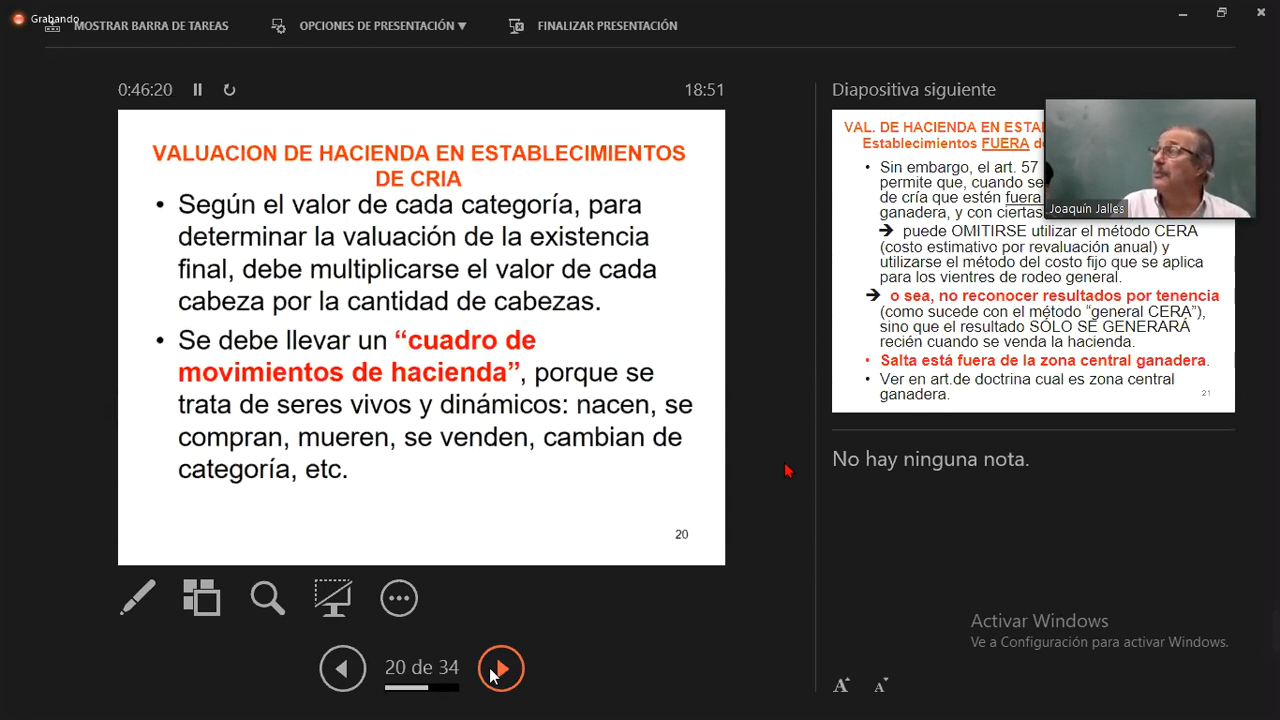 Grabando
MOSTRAR BARRA DE TAREAS
OPCIONES DE PRESENTACIÓN ▼
FINALIZAR PRESENTACIÓN
0:46:20
18:51
VALUACION DE HACIENDA EN ESTABLECIMIENTOS
DE CRIA
• Según el valor de cada categoría, para
determinar la valuación de la existencia
final, debe multiplicarse el valor de cada
cabeza por la cantidad de cabezas.
• Se debe llevar un “cuadro de
movimientos de hacienda”, porque se
trata de seres vivos y dinámicos: nacen, se
compran, mueren, se venden, cambian de
categoría, etc.
20
20 de 34
Diapositiva siguiente
VAL. DE HACIENDA EN
Establecimientos FUERA
• Sin embargo, el art. 57
permite que, cuando se
de cría que estén fuera
ganadera, y con ciertas
➔ puede OMITIRSE utilizar el método CERA
(costo estimativo por revaluación anual) y
utilizarse el método del costo fijo que se aplica
para los vientres de rodeo general.
➔ o sea, no reconocer resultados por tenencia
(como sucede con el método “general CERA”),
sino que el resultado SÓLO SE GENERARÁ
recién cuando se venda la hacienda.
• Salta está fuera de la zona central ganadera.
• Ver en art.de doctrina cual es zona central
ganadera.
21
Joaquín Jalles
No hay ninguna nota.
Activar Windows
Ve a Configuración para activar Windows.
A A